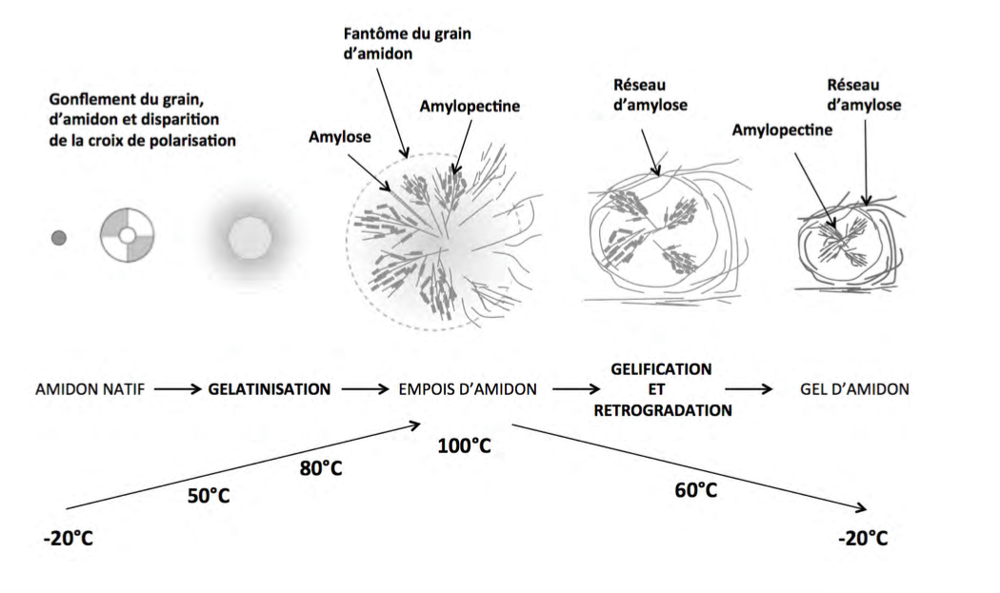 Fantôme du grain
d'amidon
Gonflement du grain,
d'amidon et disparition
de la croix de polarisation
Amylose
Amylopectine
Réseau
d'amylose
Amylopectine
Réseau
d'amylose
AMIDON NATIF
GELATINISATION
EMPOIS D'AMIDON
GELIFICATION
ET
RETROGRADATION
GEL D'AMIDON
-20°C
50°C
80°C
100°C
60°C
-20°C